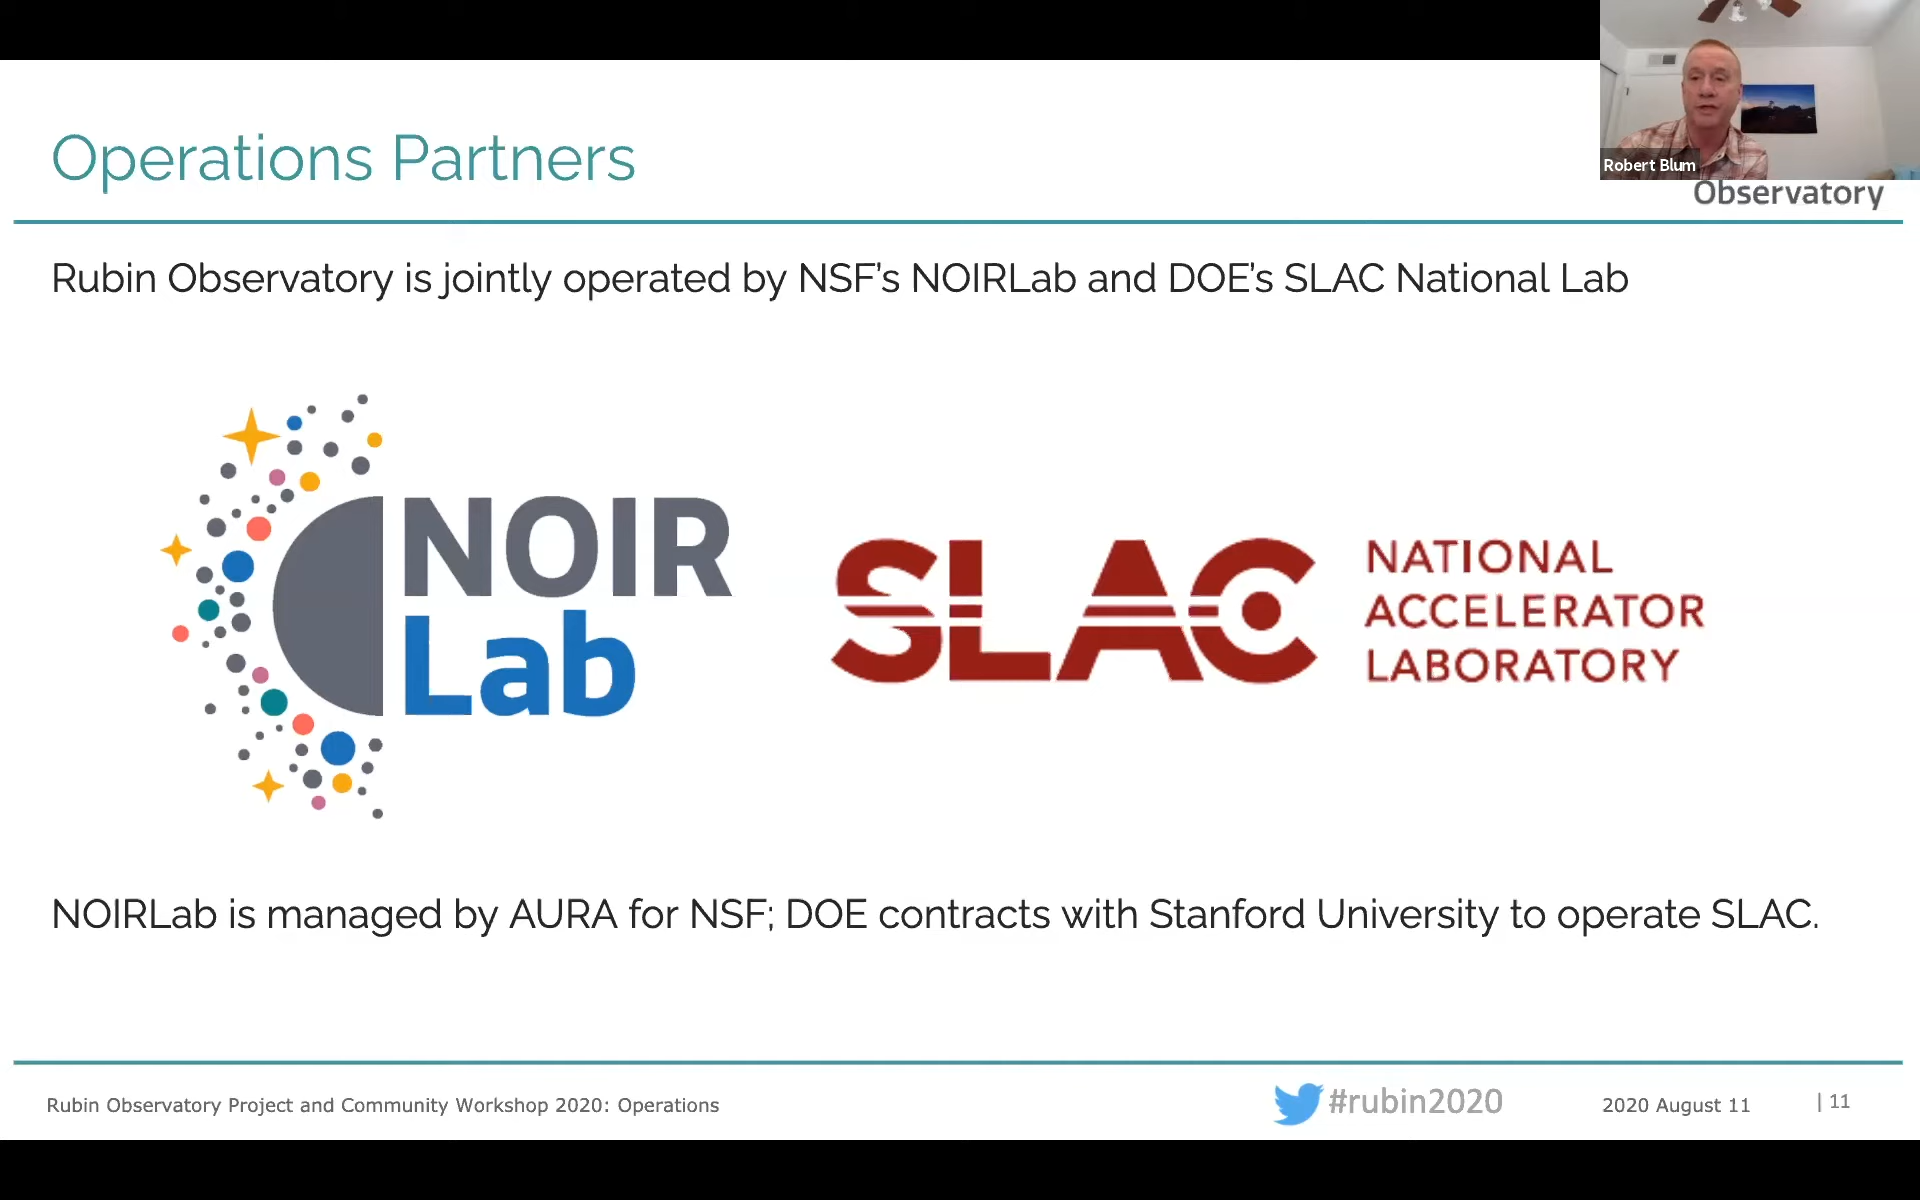 Robert Blum
Operations Partners
Observatory
Rubin Observatory is jointly operated by NSF’s NOIRLab and DOE’s SLAC National Lab
NOIR
Lab
SLAC
NATIONAL
ACCELERATOR
LABORATORY
NOIRLab is managed by AURA for NSF; DOE contracts with Stanford University to operate SLAC.
Rubin Observatory Project and Community Workshop 2020: Operations
#rubin2020
2020 August 11
| 11